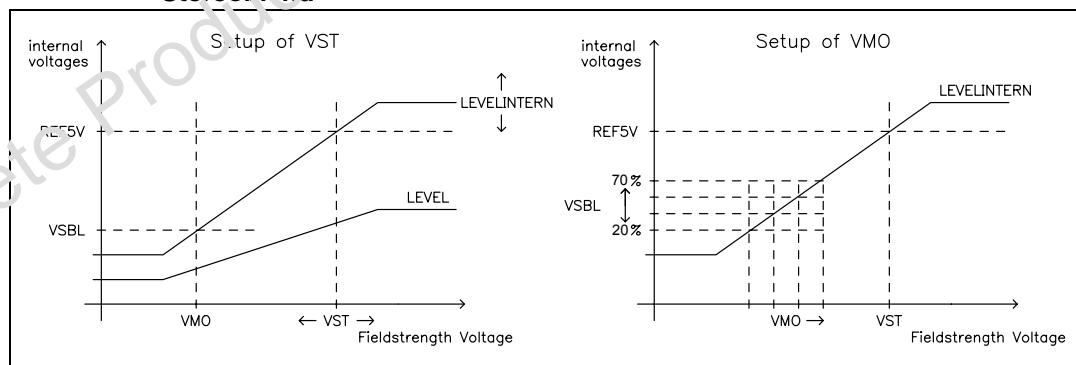 Setup of VST
internal
voltages
LEVELINTERN
REF5V
LEVEL
VSBL
VMO
← VST →
Fieldstrength Voltage
Setup of VMO
internal
voltages
LEVELINTERN
REF5V
70%
VSBL
20%
VMO →
VST
Fieldstrength Voltage